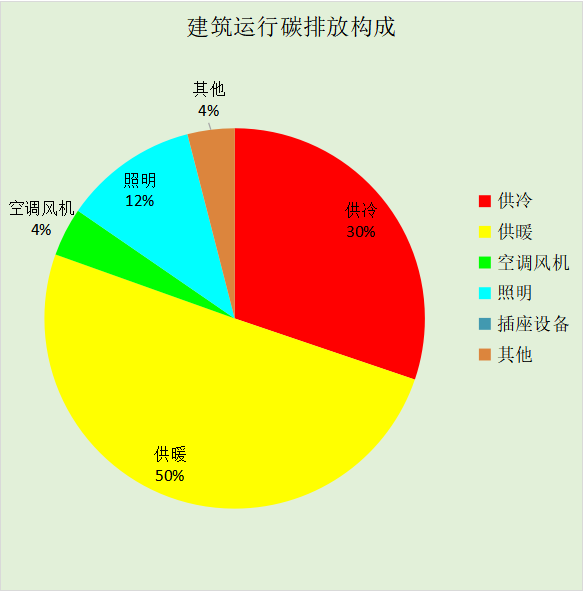 建筑运行碳排放构成
其他
4%
照明
12%
空调风机
4%
供冷
30%
供暖
50%
供冷
供暖
空调风机
照明
插座设备
其他